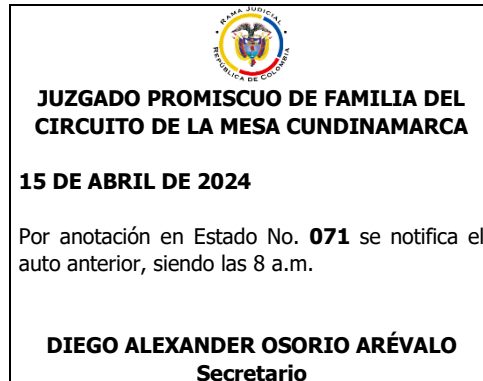 RAMA JUDICIAL
REPÚBLICA DE COLOMBIA
JUZGADO PROMISCUO DE FAMILIA DEL
CIRCUITO DE LA MESA CUNDINAMARCA
15 DE ABRIL DE 2024
Por anotación en Estado No. 071 se notifica el
auto anterior, siendo las 8 a.m.
DIEGO ALEXANDER OSORIO ARÉVALO
Secretario